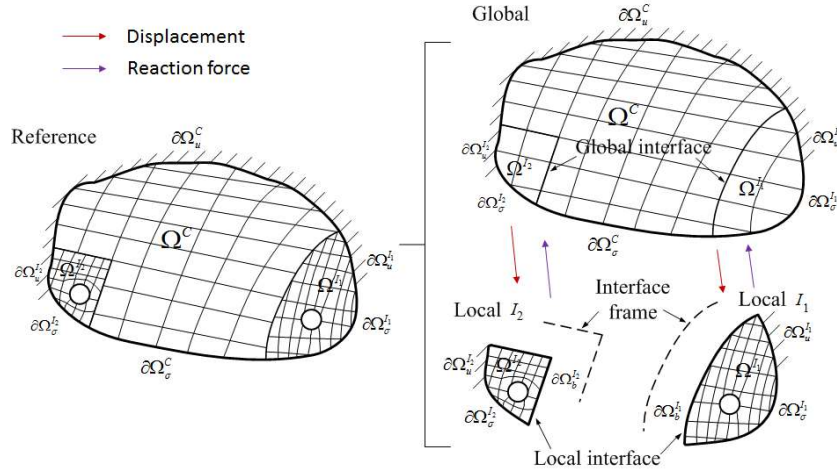 Displacement
Reaction force
Reference
∂Ω_u^C
Ω^C
∂Ω_u^{I_2}
Ω^{I_2}
∂Ω_σ^{I_2}
∂Ω_u^{I_1}
Ω^{I_1}
∂Ω_σ^{I_1}
∂Ω_σ^C
Global
∂Ω_u^C
Ω^C
Global interface
∂Ω_u^{I_2}
Ω^{I_2}
∂Ω_σ^{I_2}
Ω^{I_1}
∂Ω_σ^{I_1}
∂Ω_σ^C
Interface
frame
Local I_2
Local I_1
∂Ω_u^{I_2}
Ω^{I_2}
∂Ω_b^{I_2}
∂Ω_σ^{I_2}
∂Ω_u^{I_1}
Ω^{I_1}
∂Ω_b^{I_1}
∂Ω_σ^{I_1}
Local interface